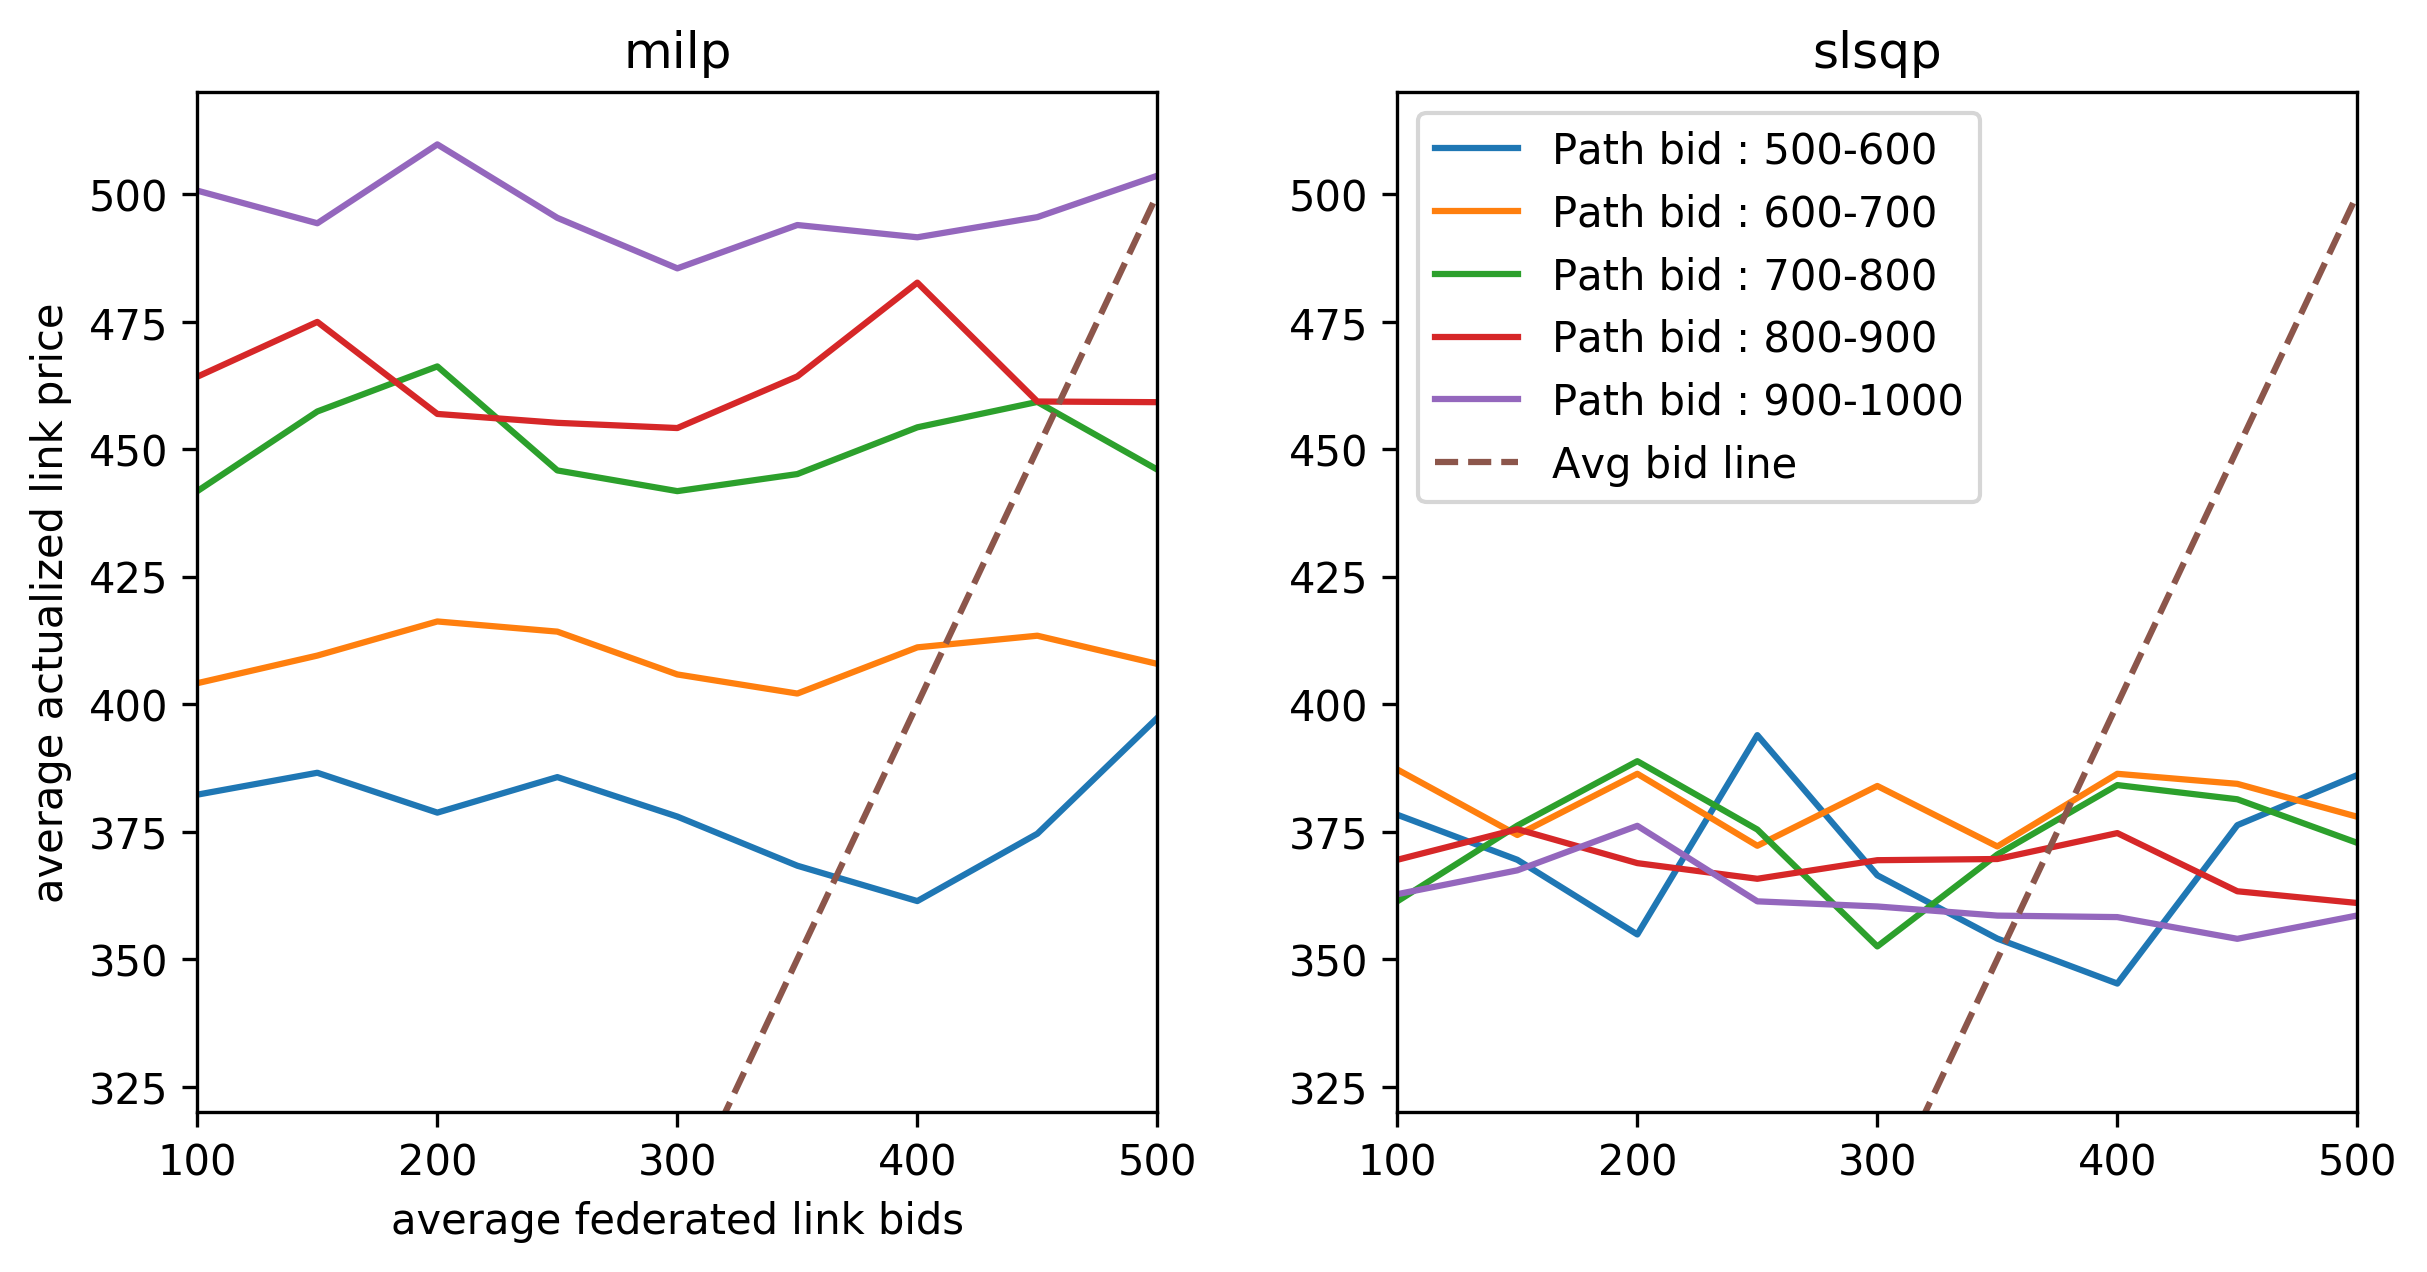 milp
500
475
450
425
400
375
350
325
100 200 300 400 500
average actualized link price
average federated link bids
slsqp
Path bid : 500-600
Path bid : 600-700
Path bid : 700-800
Path bid : 800-900
Path bid : 900-1000
Avg bid line
500
475
450
425
400
375
350
325
100 200 300 400 500